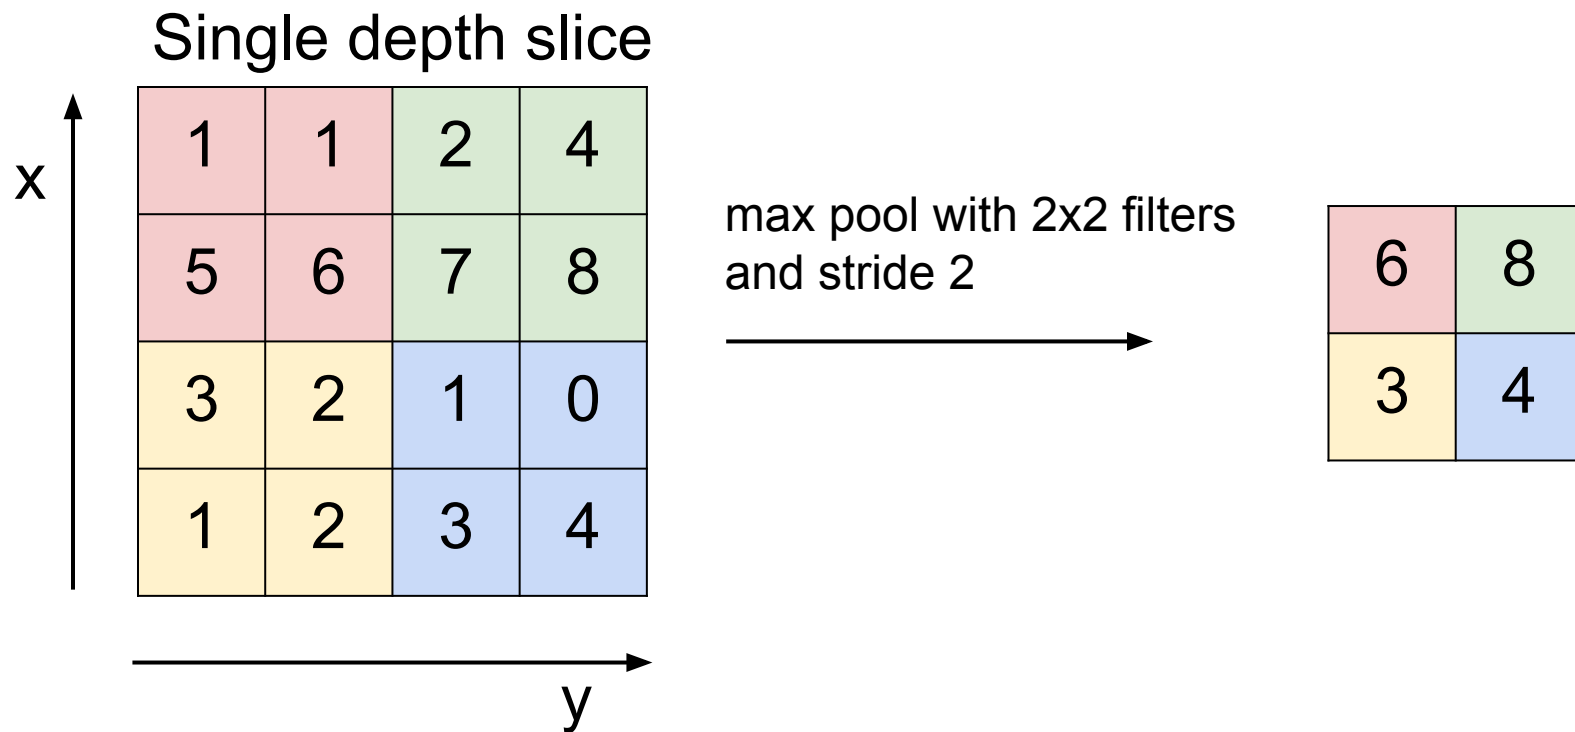 Single depth slice
x
1 1 2 4
5 6 7 8
3 2 1 0
1 2 3 4
y
max pool with 2x2 filters
and stride 2
6 8
3 4